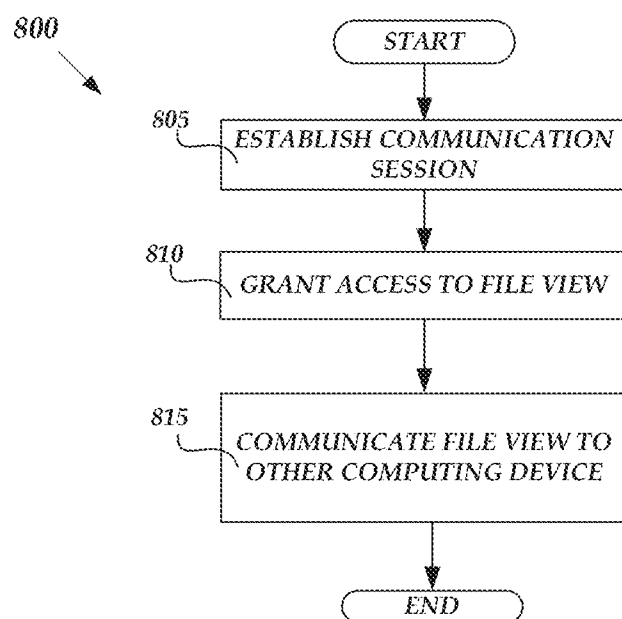 800
START
805
ESTABLISH COMMUNICATION
SESSION
810
GRANT ACCESS TO FILE VIEW
815
COMMUNICATE FILE VIEW TO
OTHER COMPUTING DEVICE
END